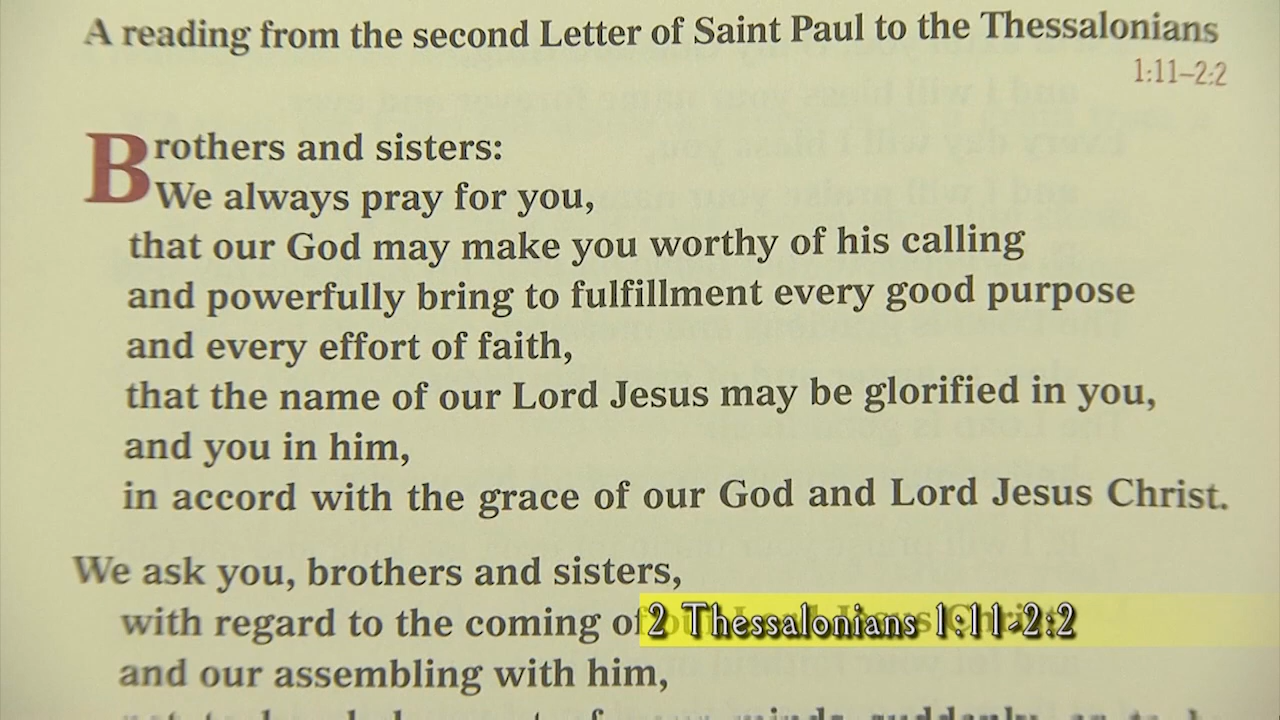 A reading from the second Letter of Saint Paul to the Thessalonians
1:11–2:2
Brothers and sisters:
We always pray for you,
that our God may make you worthy of his calling
and powerfully bring to fulfillment every good purpose
and every effort of faith,
that the name of our Lord Jesus may be glorified in you,
and you in him,
in accord with the grace of our God and Lord Jesus Christ.
We ask you, brothers and sisters,
with regard to the coming of our Lord Jesus Christ
2 Thessalonians 1:11-2:2
and our assembling with him,